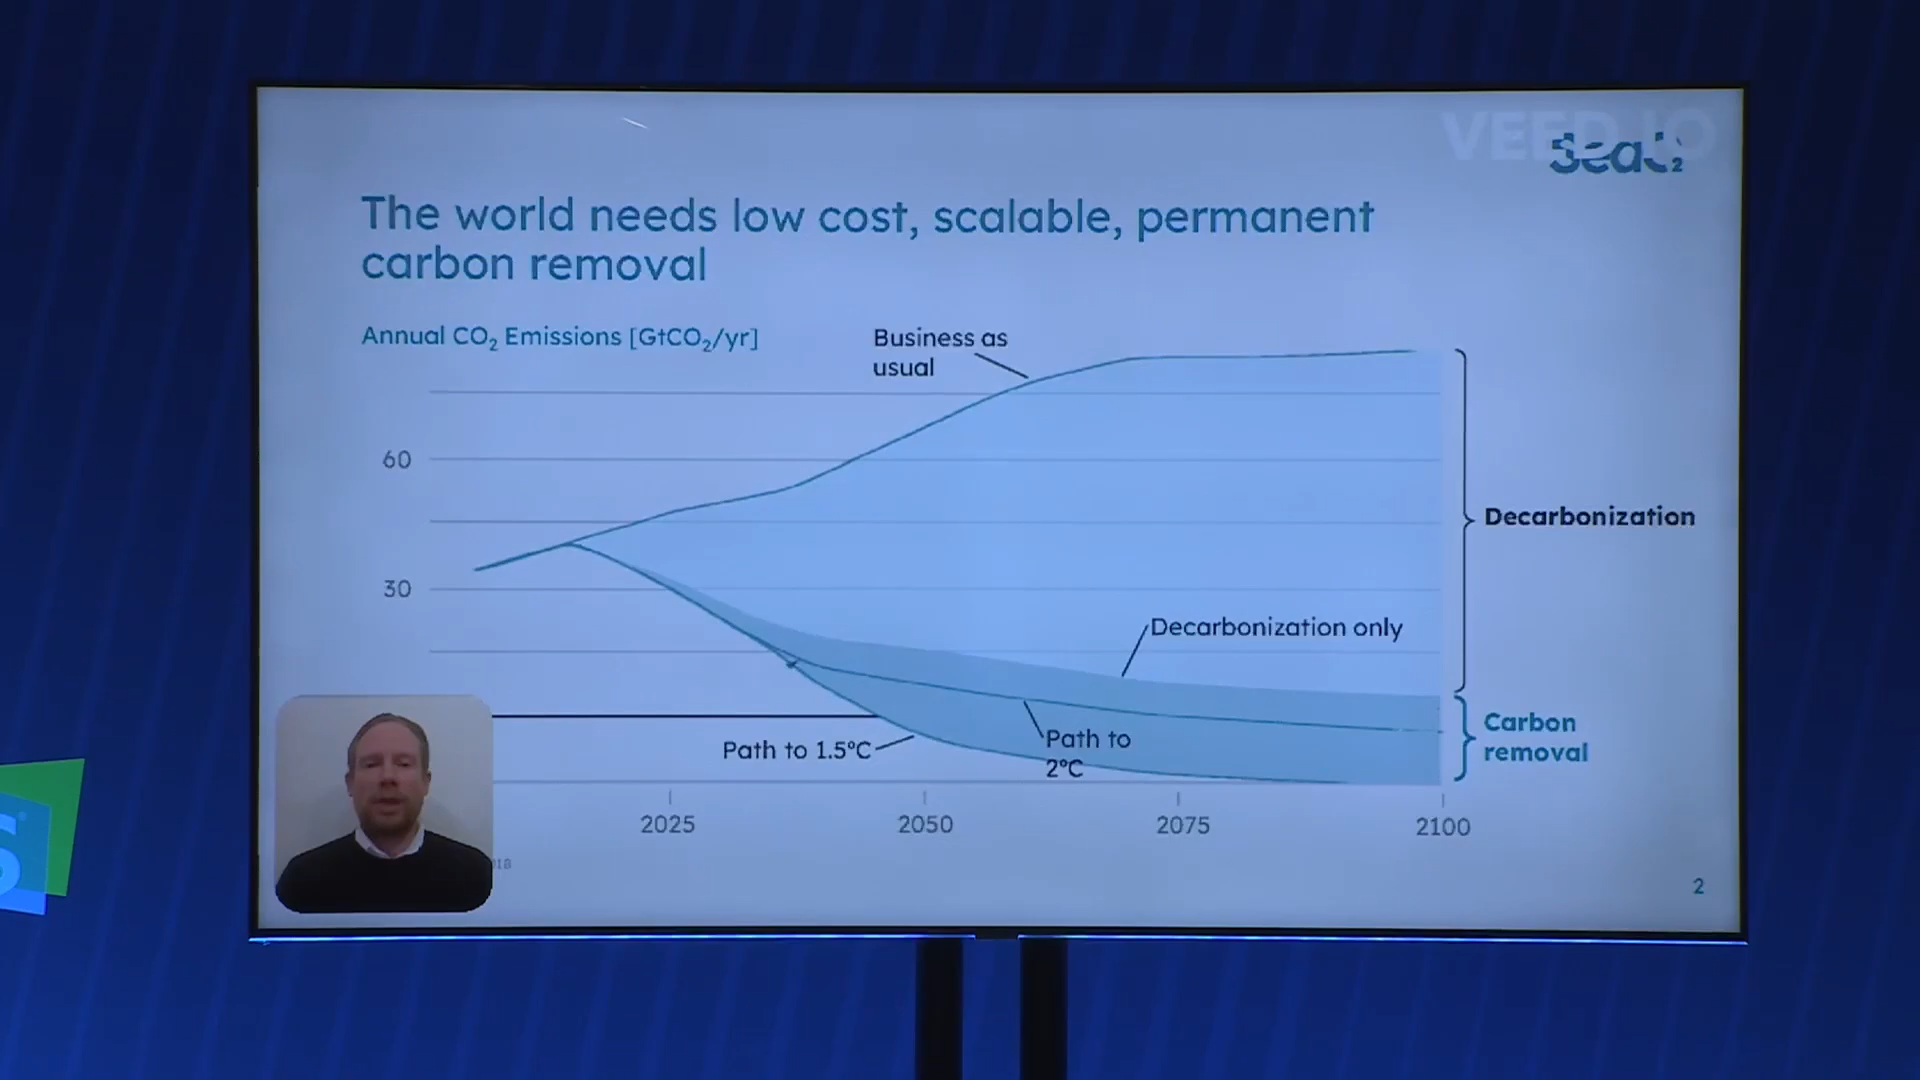 VEED.IO
seaO₂
The world needs low cost, scalable, permanent
carbon removal
Annual CO₂ Emissions [GtCO₂/yr]
Business as
usual
60
Decarbonization
30
Decarbonization only
Carbon
removal
Path to 1.5°C
Path to
2°C
2025
2050
2075
2100
S
2